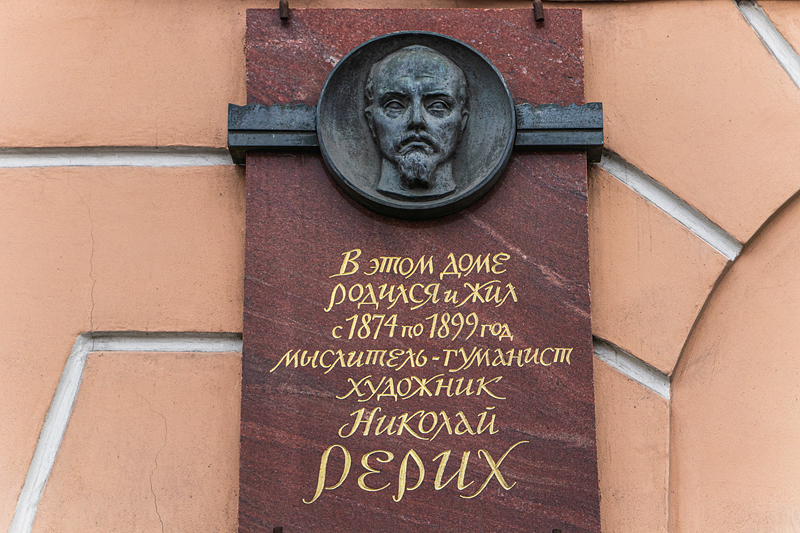 В этом доме
родился и жил
с 1874 по 1899 год
мыслитель-гуманист
художник
Николай
Рерих